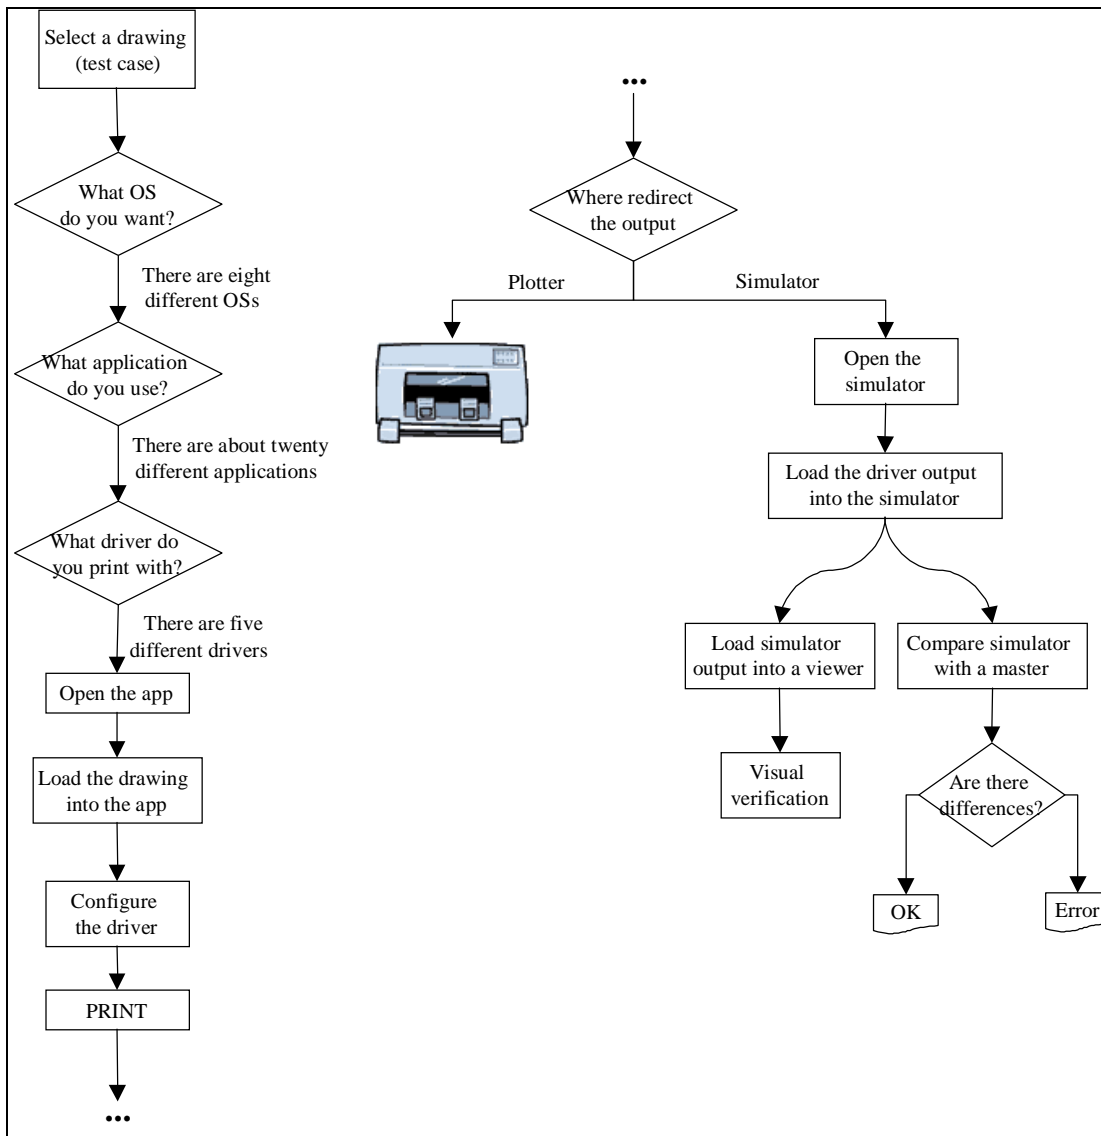 Select a drawing
(test case)
What OS
do you want?
There are eight
different OSs
What application
do you use?
There are about twenty
different applications
What driver do
you print with?
There are five
different drivers
Open the app
Load the drawing
into the app
Configure
the driver
PRINT
...
...
Where redirect
the output
Plotter
Simulator
Open the
simulator
Load the driver output
into the simulator
Load simulator
output into a viewer
Visual
verification
Compare simulator
with a master
Are there
differences?
OK
Error